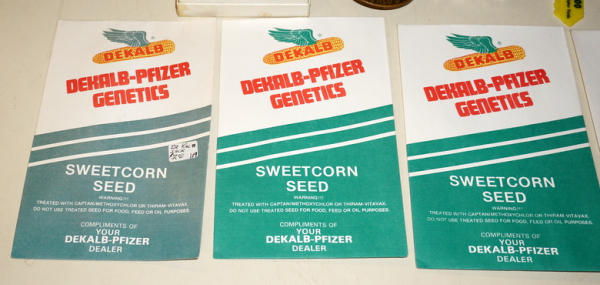 DEKALB
DEKALB-PFIZER
GENETICS
SWEETCORN
SEED
WARNING!!!
TREATED WITH CAPTAN/METHOXYCHLOR OR THIRAM-VITAVAX.
DO NOT USE TREATED SEED FOR FOOD, FEED OR OIL PURPOSES.
COMPLIMENTS OF
YOUR
DEKALB-PFIZER
DEALER
DEKALB
DEKALB-PFIZER
GENETICS
SWEETCORN
SEED
WARNING!!!
TREATED WITH CAPTAN/METHOXYCHLOR OR THIRAM-VITAVAX.
DO NOT USE TREATED SEED FOR FOOD, FEED OR OIL PURPOSES.
COMPLIMENTS OF
YOUR
DEKALB-PFIZER
DEALER
DEKALB
DEKALB-PFIZER
GENETICS
SWEETCORN
SEED
WARNING!!!
TREATED WITH CAPTAN/METHOXYCHLOR OR THIRAM-VITAVAX.
DO NOT USE TREATED SEED FOR FOOD, FEED OR OIL PURPOSES.
COMPLIMENTS OF
YOUR
DEKALB-PFIZER
DEALER